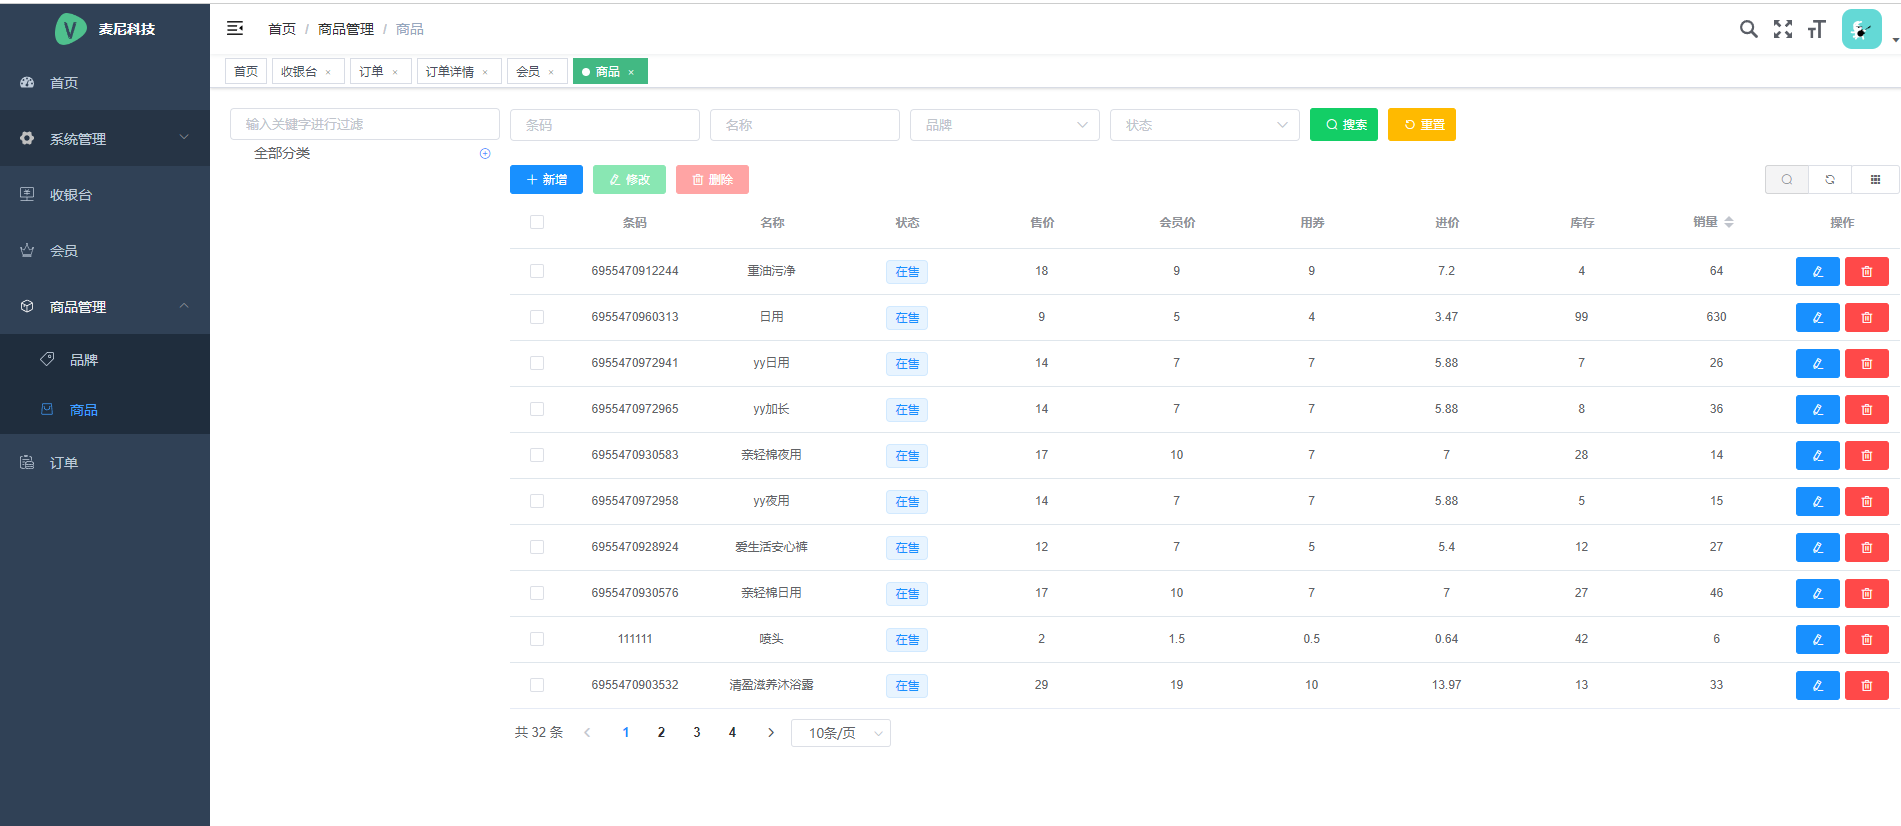 麦尼科技
首页
系统管理
收银台
会员
商品管理
品牌
商品
订单
首页 / 商品管理 / 商品
首页 收银台 × 订单 × 订单详情 × 会员 × 商品 ×
输入关键字进行过滤 条码 名称 品牌 状态 搜索 重置
全部分类
新增 修改 删除
条码 名称 状态 售价 会员价 用券 进价 库存 销量 操作
6955470912244 重油污净 在售 18 9 9 7.2 4 64
6955470960313 日用 在售 9 5 4 3.47 99 630
6955470972941 yy日用 在售 14 7 7 5.88 7 26
6955470972965 yy加长 在售 14 7 7 5.88 8 36
6955470930583 亲轻棉夜用 在售 17 10 7 7 28 14
6955470972958 yy夜用 在售 14 7 7 5.88 5 15
6955470928924 爱生活安心裤 在售 12 7 5 5.4 12 27
6955470930576 亲轻棉日用 在售 17 10 7 7 27 46
111111 喷头 在售 2 1.5 0.5 0.64 42 6
6955470903532 清盈滋养沐浴露 在售 29 19 10 13.97 13 33
共 32 条 1 2 3 4 10条/页